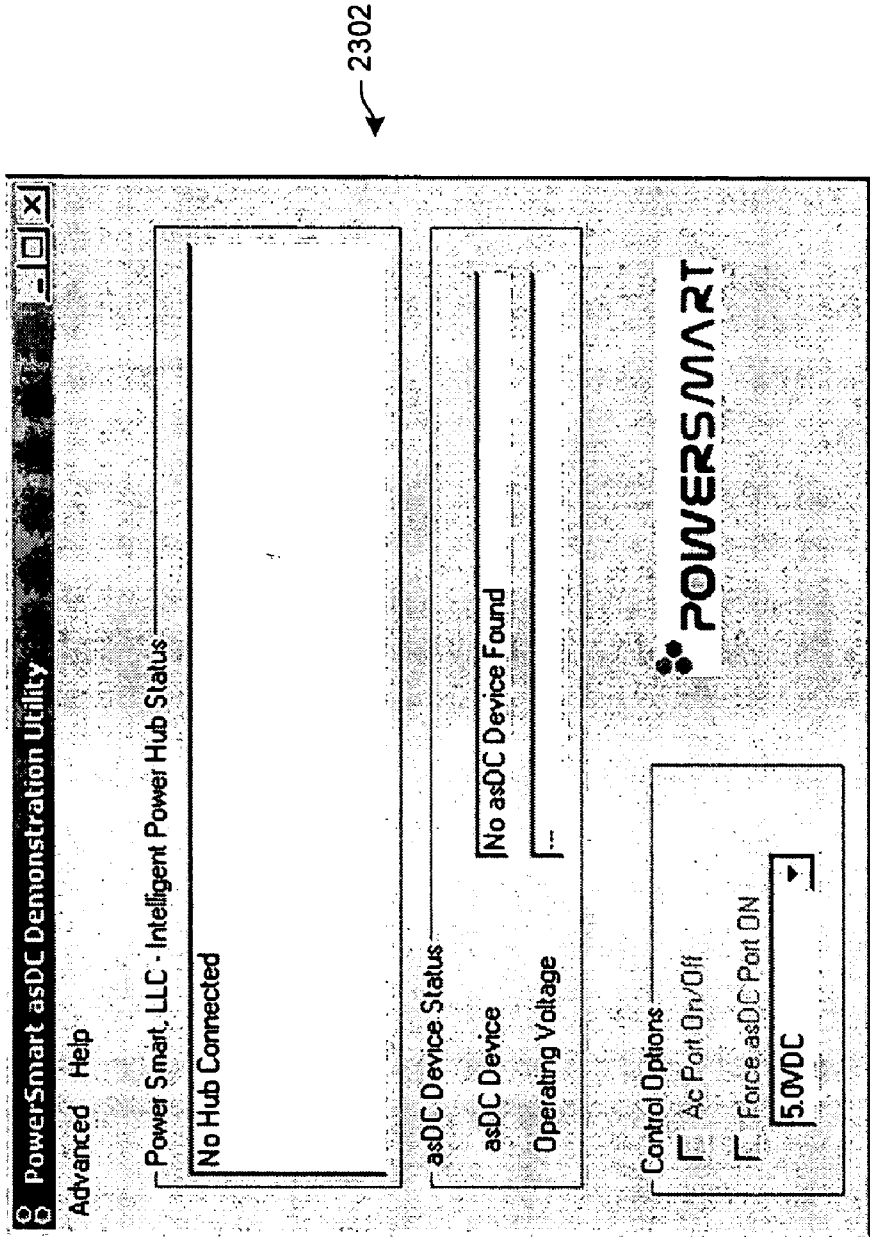 PowerSmart asDC Demonstration Utility
Advanced Help
Power Smart, LLC - Intelligent Power Hub Status
No Hub Connected
asDC Device Status
asDC Device
No asDC Device Found
Operating Voltage
---
Control Options
Ac Port On/Off
Force asDC Port ON
5.0VDC
POWERSMART
2302